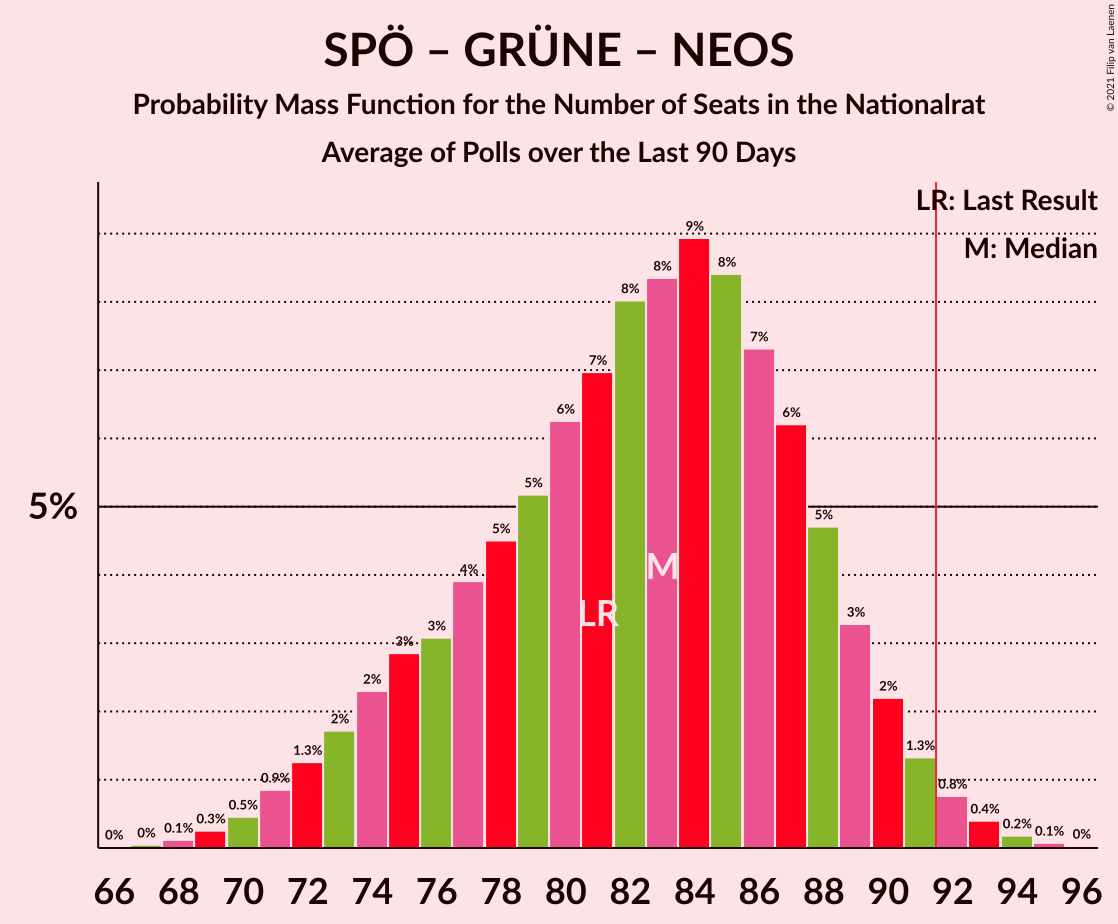 SPÖ – GRÜNE – NEOS
Probability Mass Function for the Number of Seats in the Nationalrat
Average of Polls over the Last 90 Days
© 2021 Filip van Laenen
LR: Last Result
M: Median
5%
0% 0% 0.1% 0.3% 0.5% 0.9% 1.3% 2% 2% 3% 3% 4% 5% 5% 6% 7% 8% 8% 9% 8% 7% 6% 5% 3% 2% 1.3% 0.8% 0.4% 0.2% 0.1% 0%
M
LR
66 68 70 72 74 76 78 80 82 84 86 88 90 92 94 96